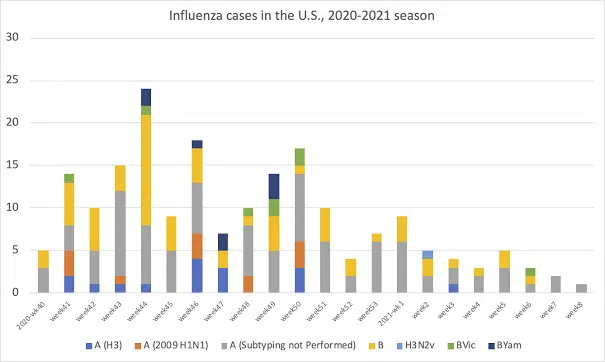 Influenza cases in the U.S., 2020-2021 season
30
25
20
15
10
5
0
2020-wk40 week41 week42 week43 week44 week45 week46 week47 week48 week49 week50 week51 week52 week53 2021-wk1 week2 week3 week4 week5 week6 week7 week8
A (H3) A (2009 H1N1) A (Subtyping not Performed) B H3N2v BVic BYam